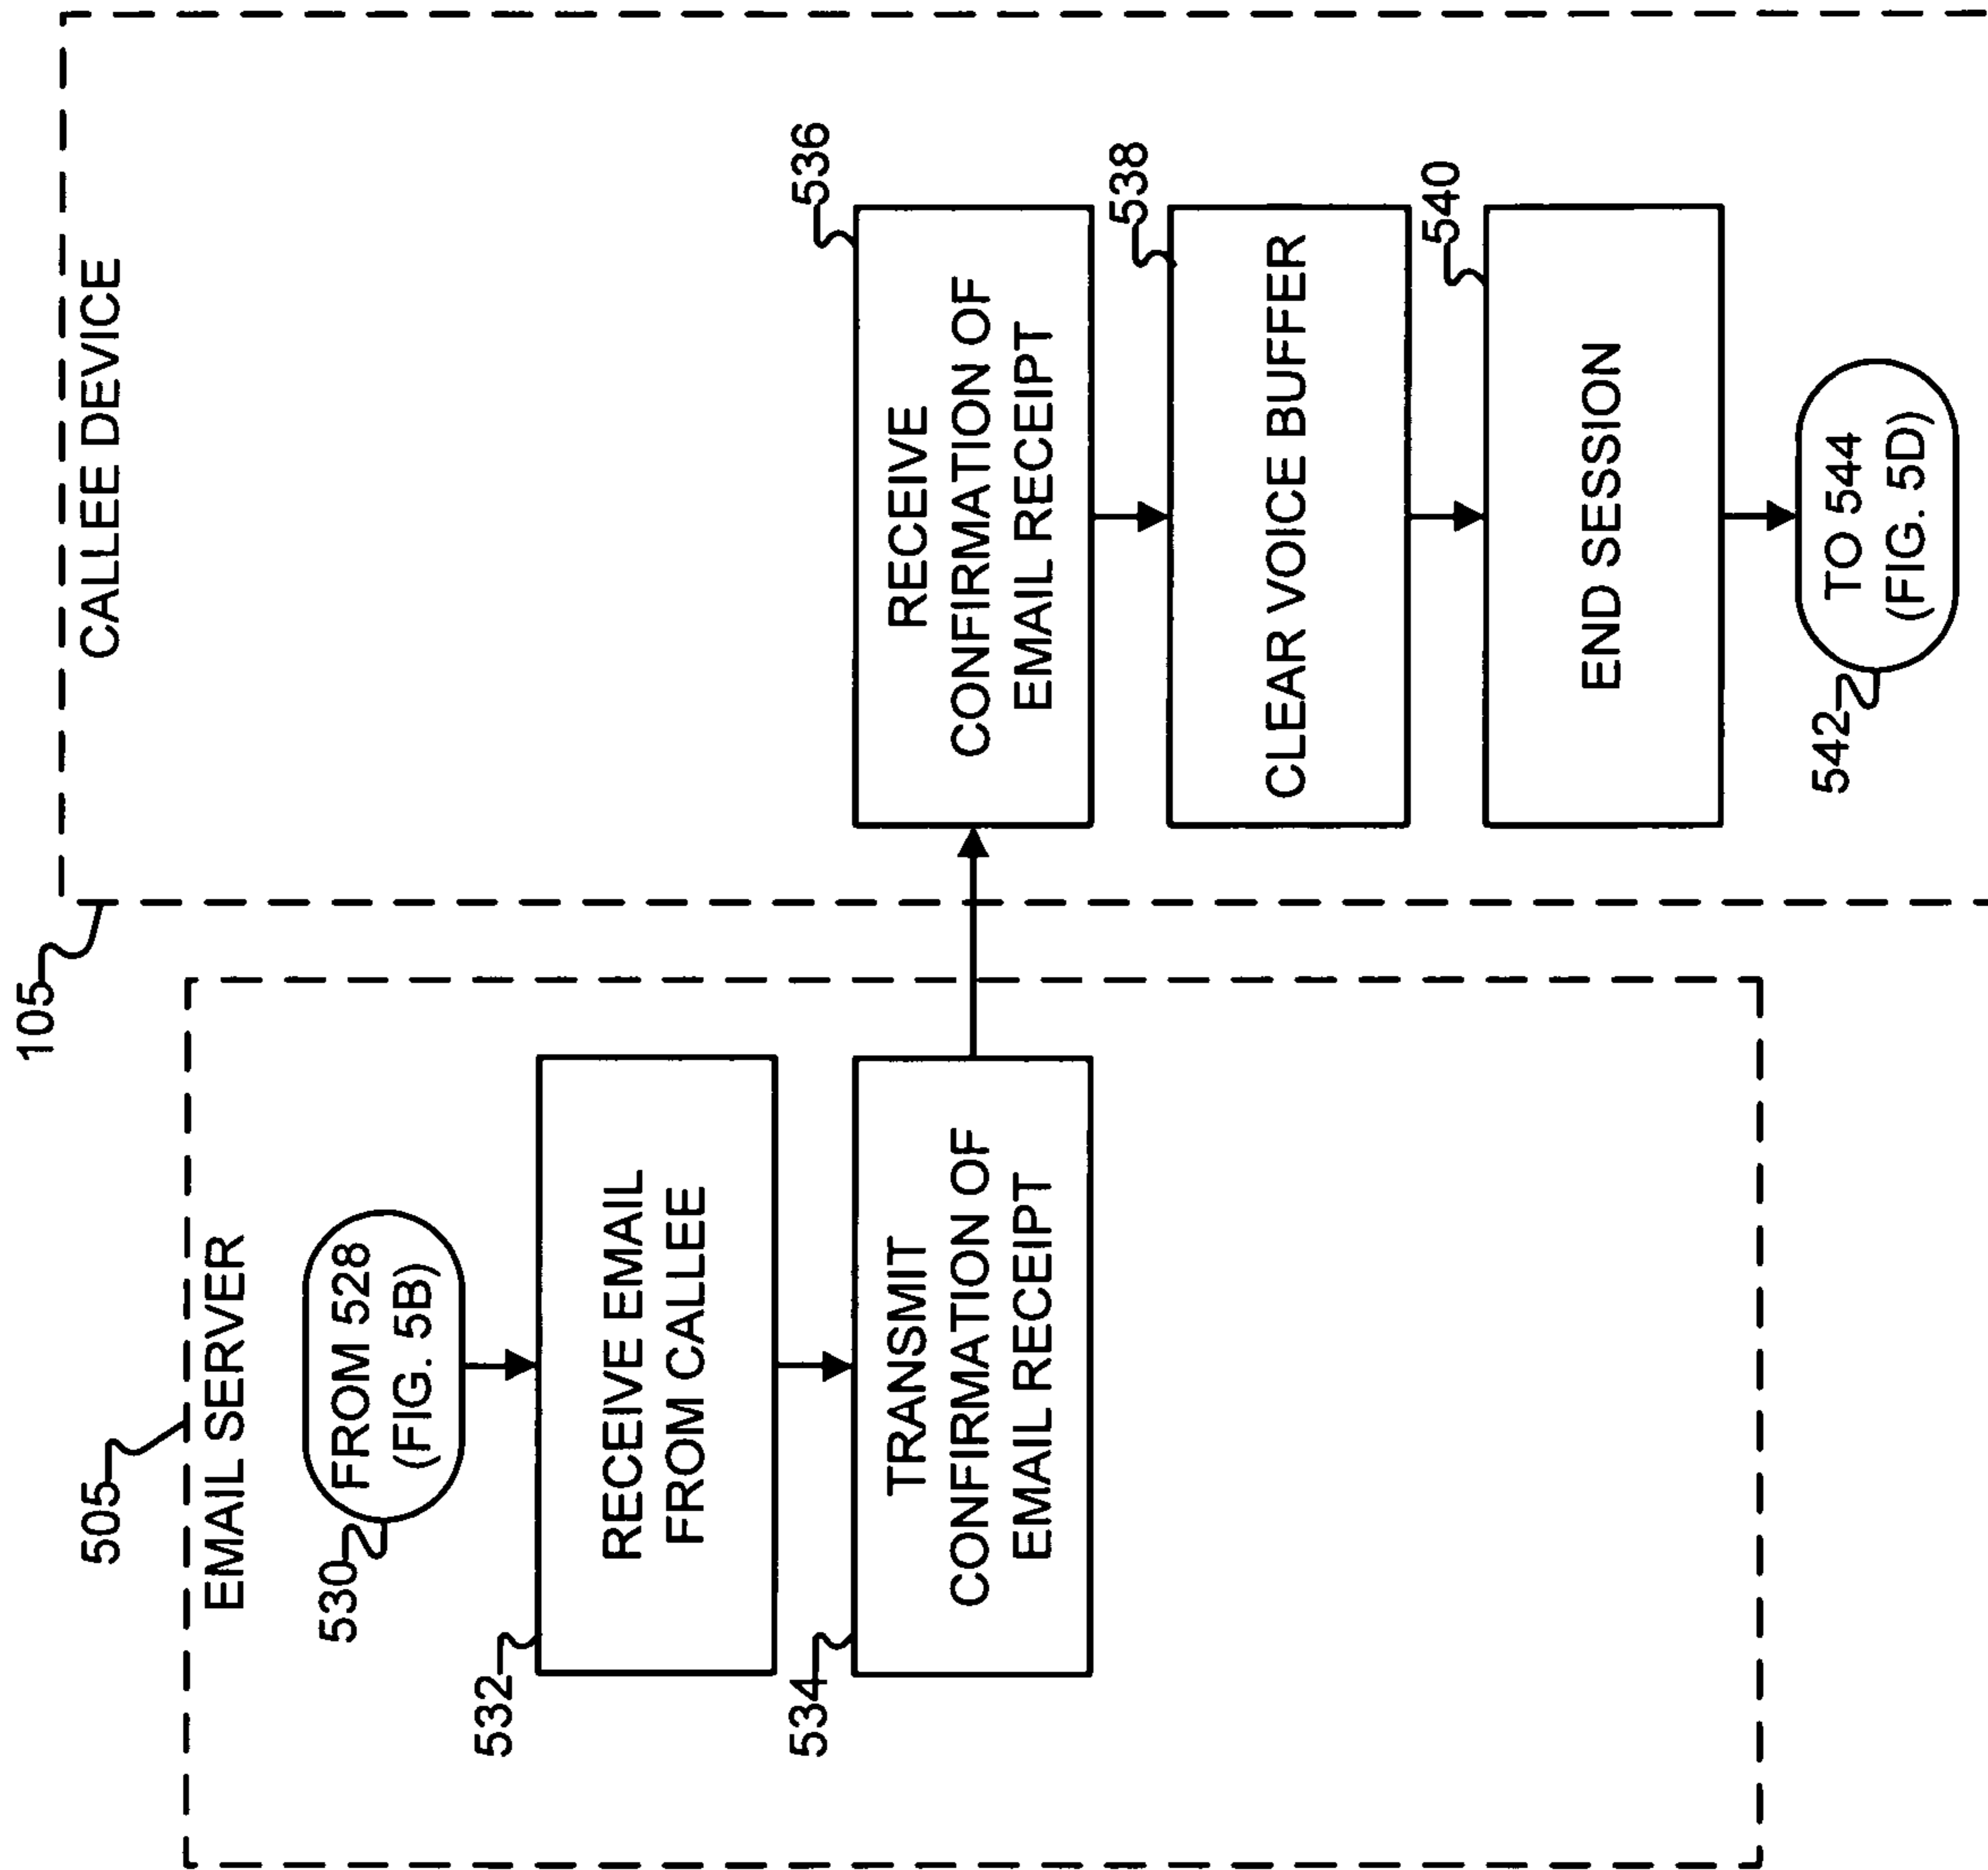 505
EMAIL SERVER
530
FROM 528
(FIG. 5B)
532
RECEIVE EMAIL
FROM CALLEE
534
TRANSMIT
CONFIRMATION OF
EMAIL RECEIPT
105
CALLEE DEVICE
536
RECEIVE
CONFIRMATION OF
EMAIL RECEIPT
538
CLEAR VOICE BUFFER
540
END SESSION
542
TO 544
(FIG. 5D)